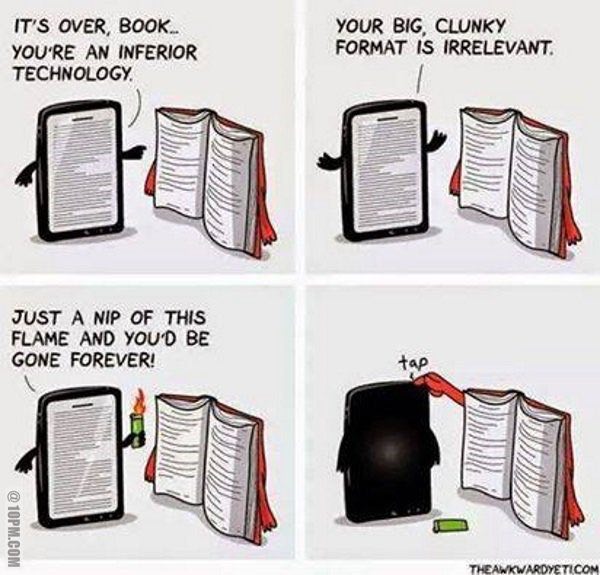 IT'S OVER, BOOK...
YOU'RE AN INFERIOR
TECHNOLOGY.
YOUR BIG, CLUNKY
FORMAT IS IRRELEVANT.
JUST A NIP OF THIS
FLAME AND YOU'D BE
GONE FOREVER!
tap
@ 10PM.COM
THEAWKWARDYETI.COM